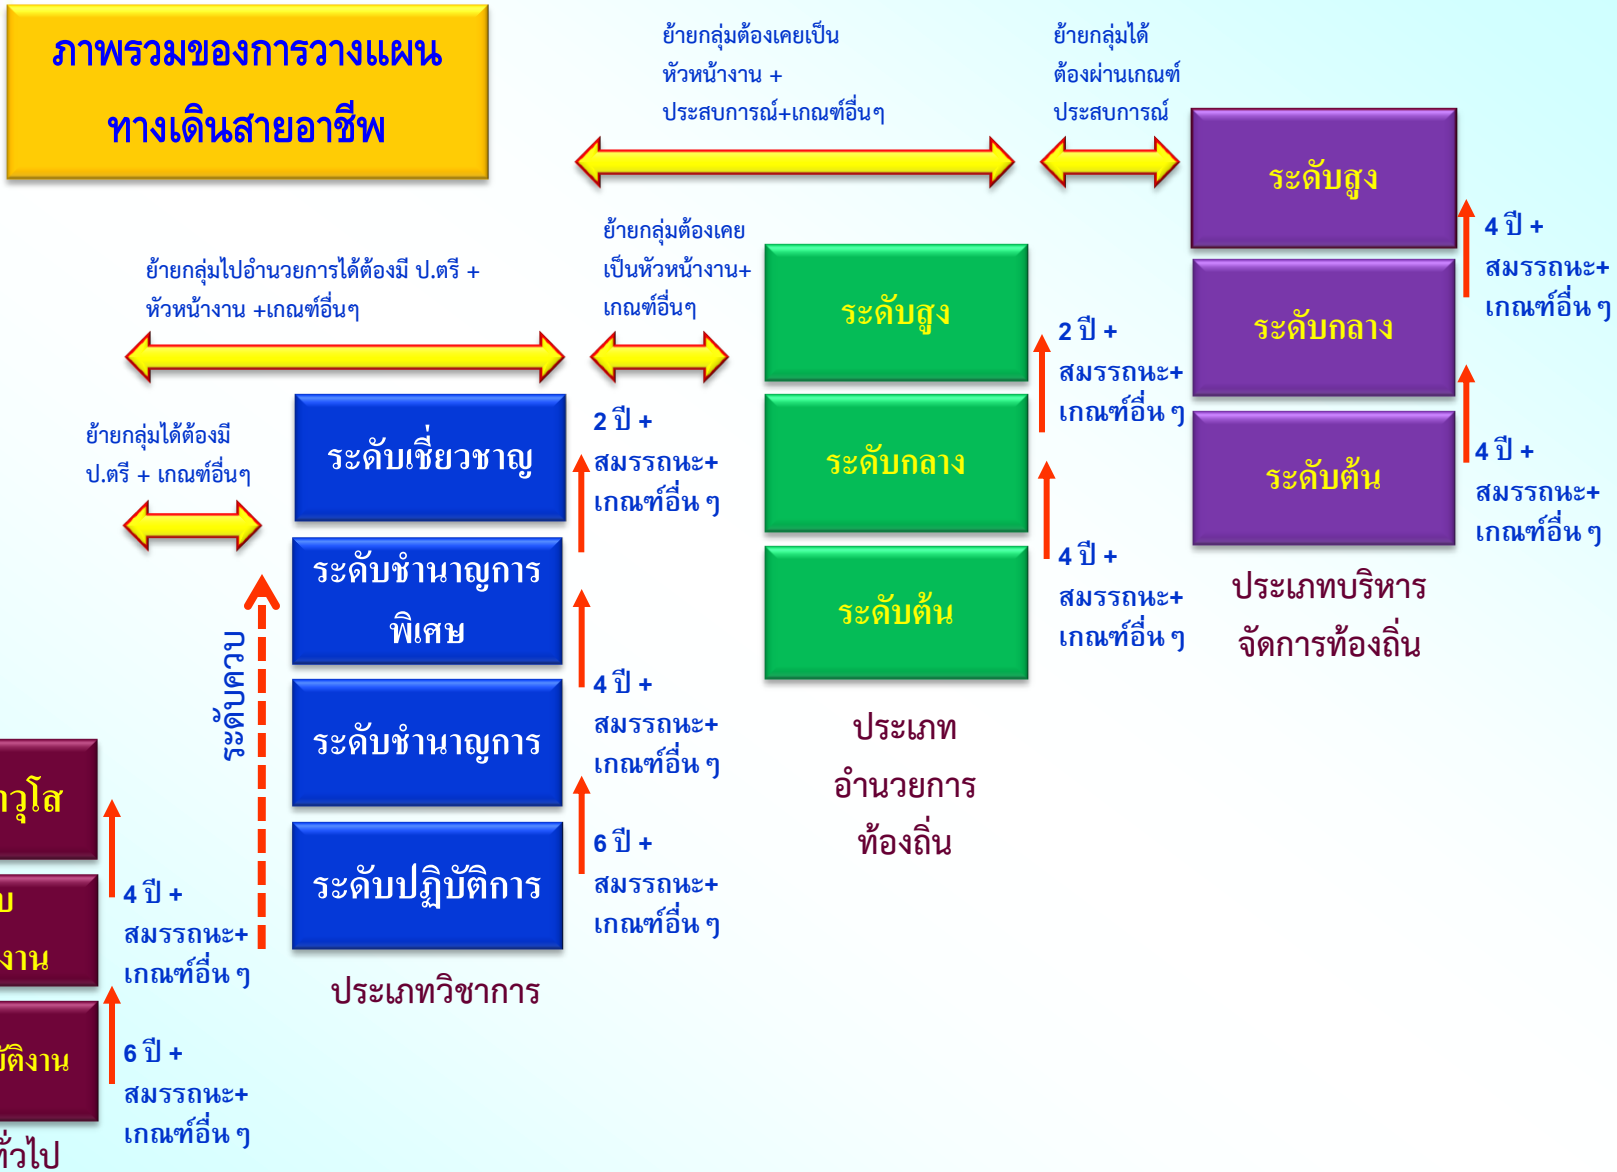 ภาพรวมของการวางแผน
ทางเดินสายอาชีพ
ย้ายกลุ่มต้องเคยเป็น
หัวหน้างาน +
ประสบการณ์+เกณฑ์อื่นๆ
ย้ายกลุ่มได้
ต้องผ่านเกณฑ์
ประสบการณ์
ย้ายกลุ่มไปอำนวยการได้ต้องมี ป.ตรี +
หัวหน้างาน +เกณฑ์อื่นๆ
ย้ายกลุ่มต้องเคย
เป็นหัวหน้างาน+
เกณฑ์อื่นๆ
ย้ายกลุ่มได้ต้องมี
ป.ตรี + เกณฑ์อื่นๆ
ระดับสูง
ระดับกลาง
ระดับต้น
4 ปี +
สมรรถนะ+
เกณฑ์อื่น ๆ
4 ปี +
สมรรถนะ+
เกณฑ์อื่น ๆ
ประเภทบริหาร
จัดการท้องถิ่น
ระดับสูง
ระดับกลาง
ระดับต้น
2 ปี +
สมรรถนะ+
เกณฑ์อื่น ๆ
4 ปี +
สมรรถนะ+
เกณฑ์อื่น ๆ
ประเภท
อำนวยการ
ท้องถิ่น
ระดับเชี่ยวชาญ
ระดับชำนาญการ
พิเศษ
ระดับชำนาญการ
ระดับปฏิบัติการ
2 ปี +
สมรรถนะ+
เกณฑ์อื่น ๆ
4 ปี +
สมรรถนะ+
เกณฑ์อื่น ๆ
6 ปี +
สมรรถนะ+
เกณฑ์อื่น ๆ
ประเภทวิชาการ
ระดับควบ
าวุโส
บ
งาน
ัติงาน
4 ปี +
สมรรถนะ+
เกณฑ์อื่น ๆ
6 ปี +
สมรรถนะ+
เกณฑ์อื่น ๆ
ทั่วไป